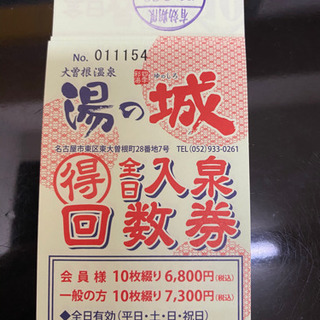 有効期限
No. 011154
大曽根温泉
湯の城
名古屋市東区東大曽根町28番地7号 TEL (052) 933-0261
得 全日入泉
回数券
会員様 10枚綴り 6,800円(税込)
一般の方 10枚綴り 7,300円(税込)
◆全日有効(平日・土・日・祝日)